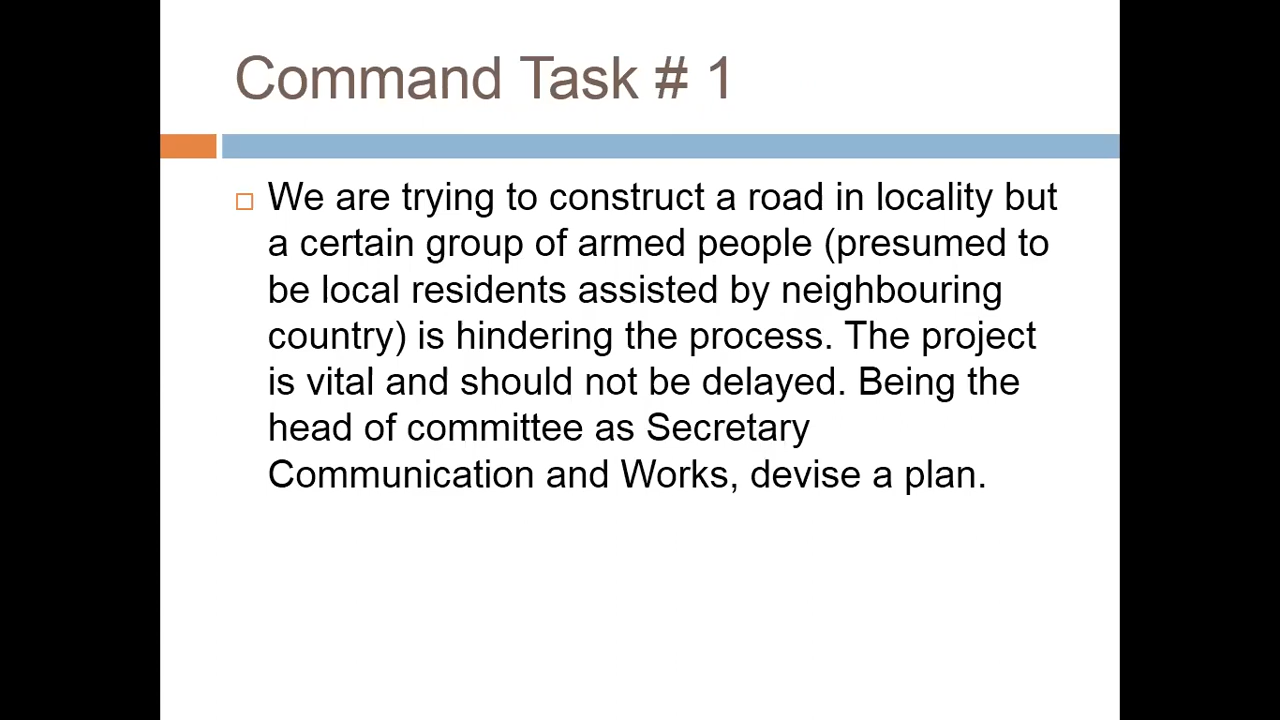 Command Task # 1
We are trying to construct a road in locality but
a certain group of armed people (presumed to
be local residents assisted by neighbouring
country) is hindering the process. The project
is vital and should not be delayed. Being the
head of committee as Secretary
Communication and Works, devise a plan.